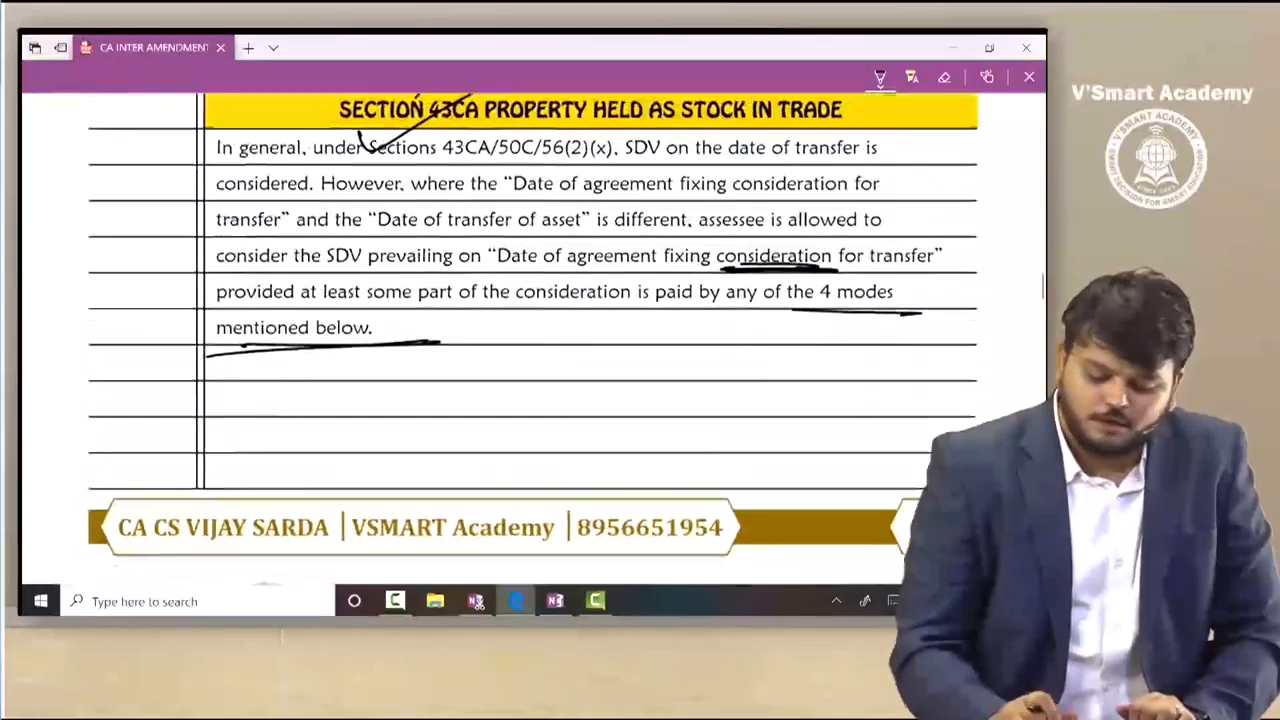 CA INTER AMENDMENT
V'Smart Academy
SECTION 43CA PROPERTY HELD AS STOCK IN TRADE
In general, under Sections 43CA/50C/56(2)(x), SDV on the date of transfer is
considered. However, where the “Date of agreement fixing consideration for
transfer” and the “Date of transfer of asset” is different, assessee is allowed to
consider the SDV prevailing on “Date of agreement fixing consideration for transfer”
provided at least some part of the consideration is paid by any of the 4 modes
mentioned below.
CA CS VIJAY SARDA | VSMART Academy | 8956651954
Type here to search